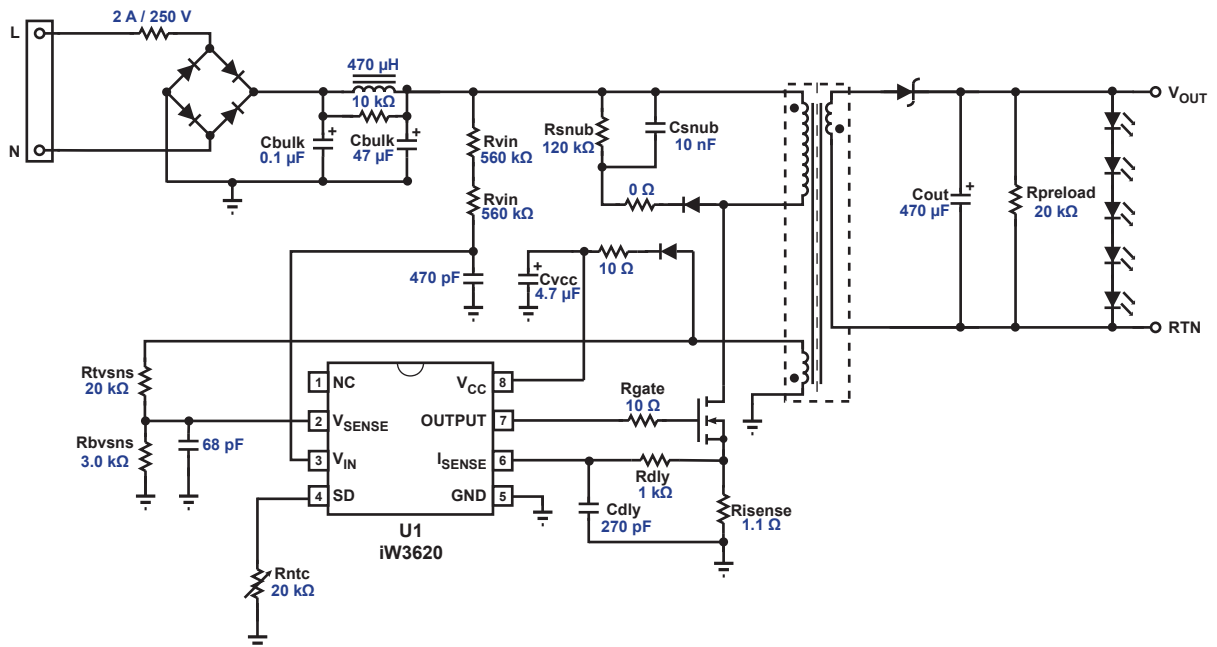 2 A / 250 V
L
N
470 µH
10 kΩ
Cbulk
0.1 µF
+
Cbulk
47 µF
+
Rvin
560 kΩ
Rvin
560 kΩ
470 pF
Rsnub
120 kΩ
Csnub
10 nF
0 Ω
+
Cvcc
4.7 µF
10 Ω
Cout
470 µF
+
Rpreload
20 kΩ
VOUT
RTN
Rtvsns
20 kΩ
Rbvsns
3.0 kΩ
68 pF
1 NC
2 VSENSE
3 VIN
4 SD
VCC 8
OUTPUT 7
ISENSE 6
GND 5
U1
iW3620
Rgate
10 Ω
Rdly
1 kΩ
Cdly
270 pF
Risense
1.1 Ω
Rntc
20 kΩ